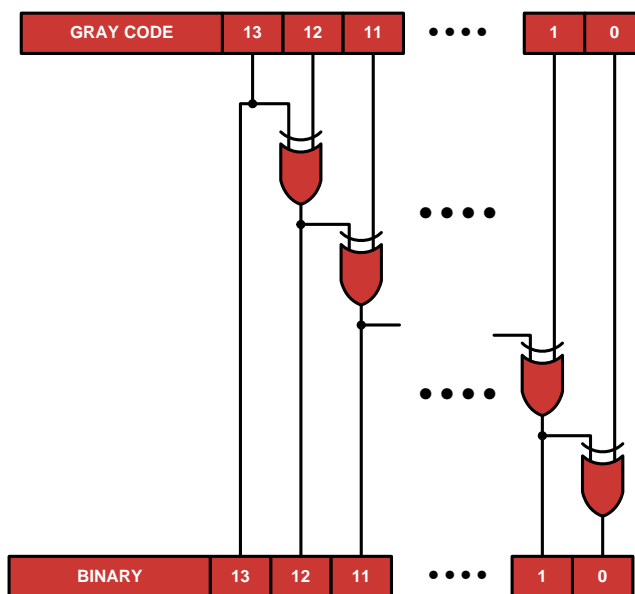 GRAY CODE 13 12 11 •••• 1 0
BINARY 13 12 11 •••• 1 0